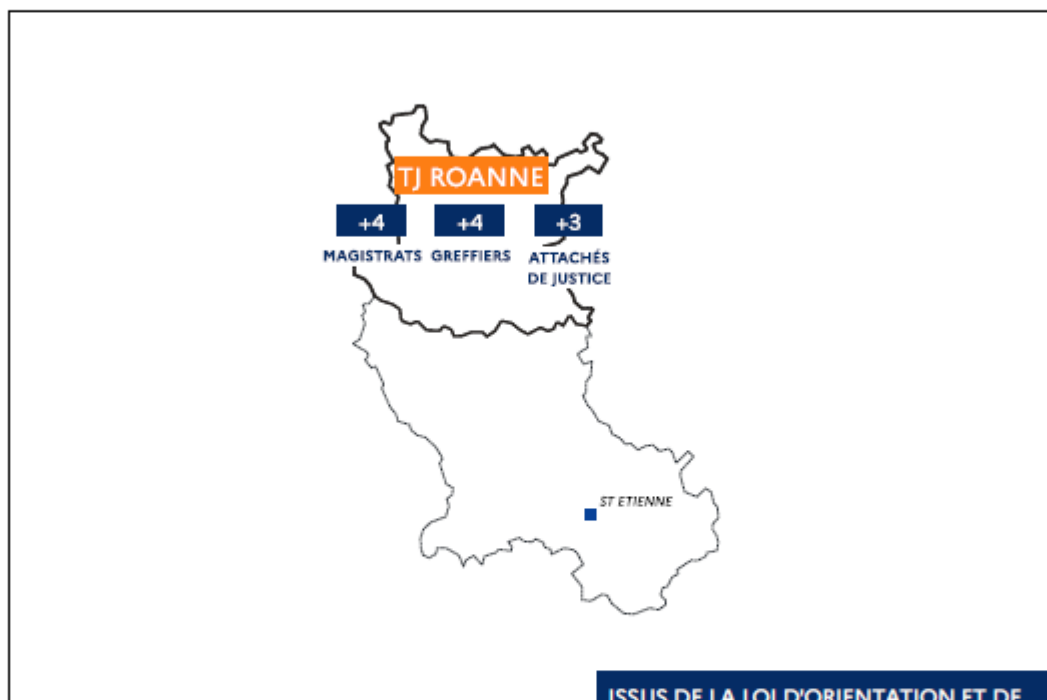 TJ ROANNE
+4 +4 +3
MAGISTRATS GREFFIERS ATTACHÉS
DE JUSTICE
ST ETIENNE
ISSUS DE LA LOI D'ORIENTATION ET DE